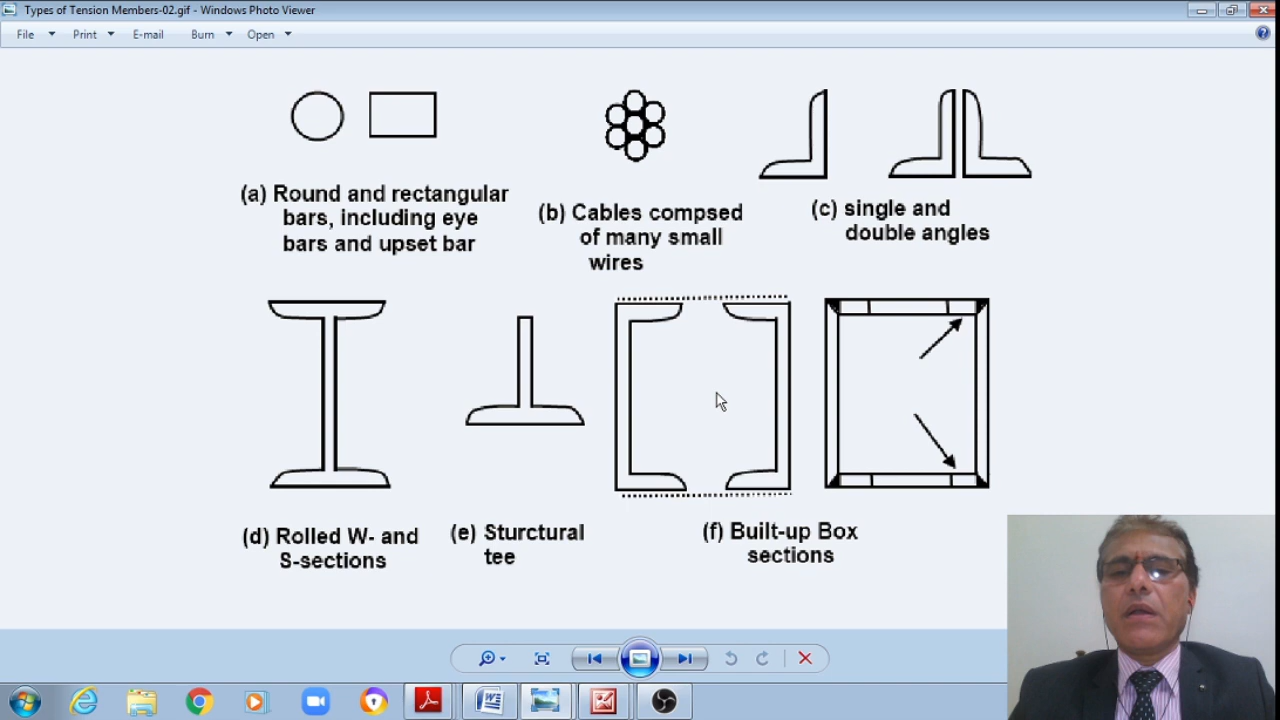 Types of Tension Members-02.gif - Windows Photo Viewer
File Print E-mail Burn Open
(a) Round and rectangular
bars, including eye
bars and upset bar
(b) Cables compsed
of many small
wires
(c) single and
double angles
(d) Rolled W- and
S-sections
(e) Sturctural
tee
(f) Built-up Box
sections